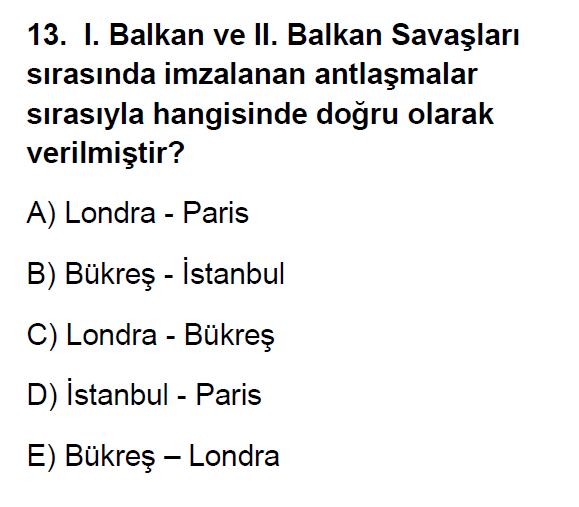 13. I. Balkan ve II. Balkan Savaşları
sırasında imzalanan antlaşmalar
sırasıyla hangisinde doğru olarak
verilmiştir?
A) Londra - Paris
B) Bükreş - İstanbul
C) Londra - Bükreş
D) İstanbul - Paris
E) Bükreş – Londra